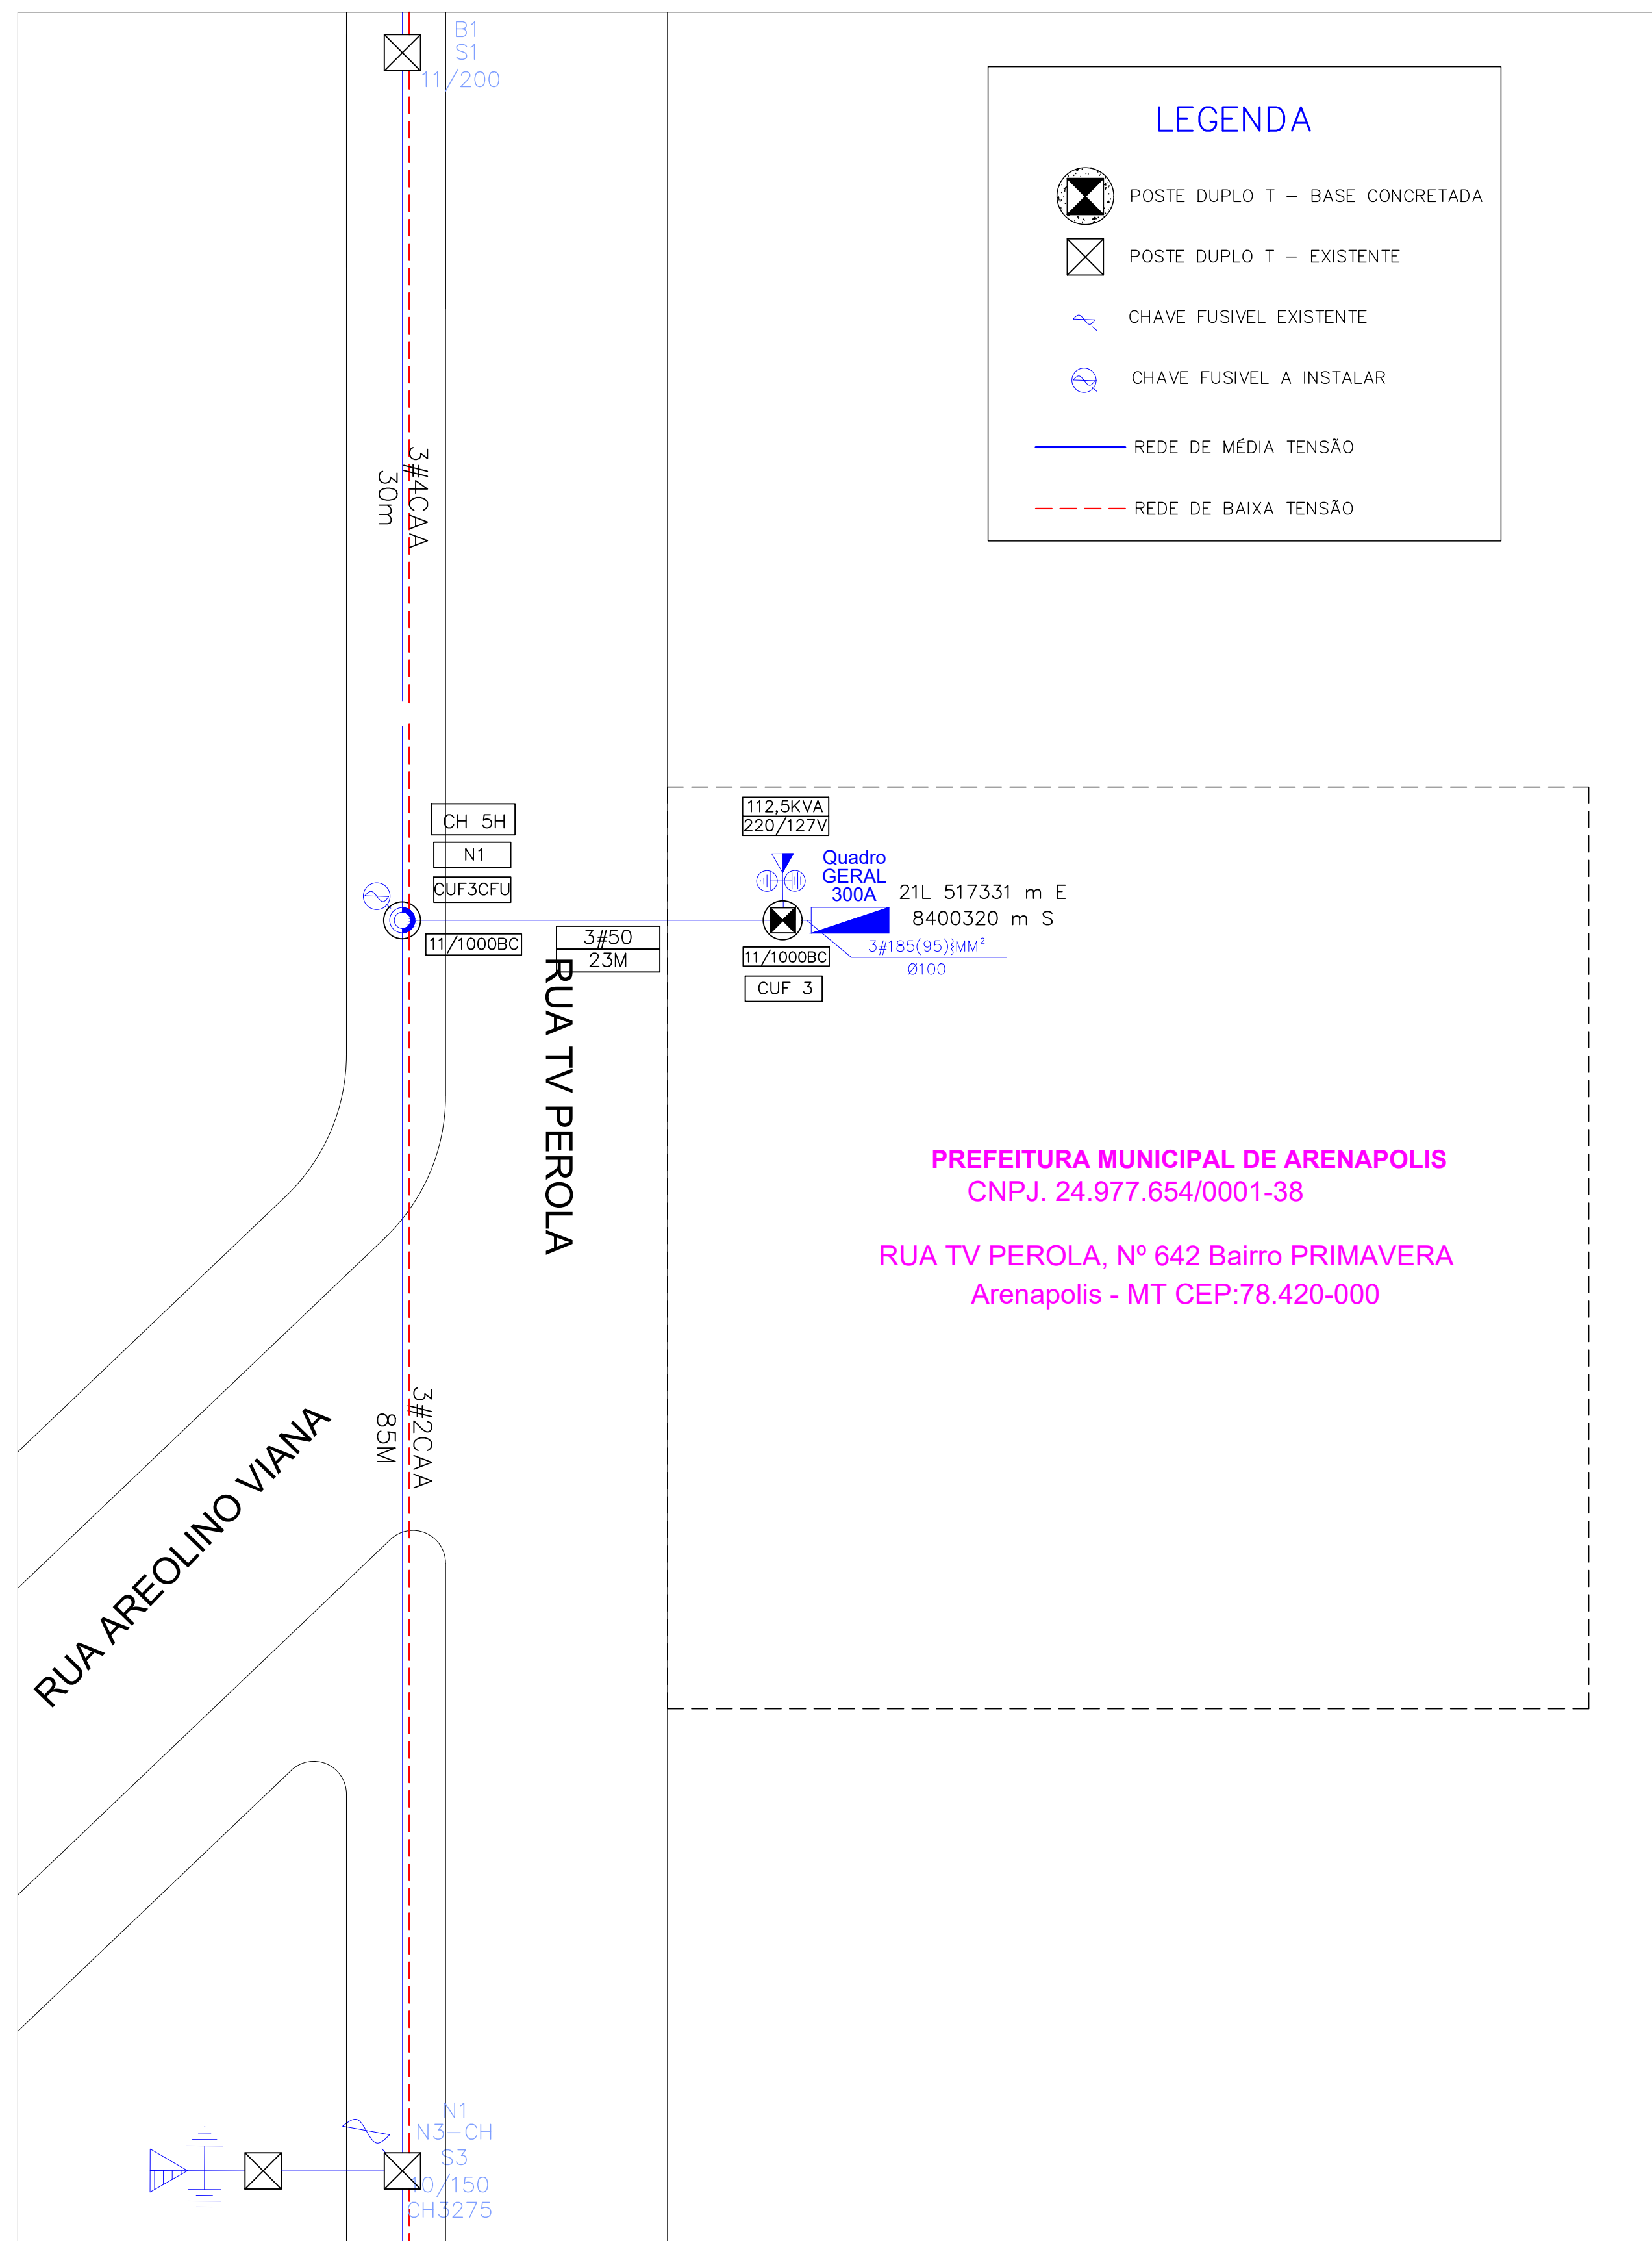 B1
S1
11/200
LEGENDA
POSTE DUPLO T - BASE CONCRETADA
POSTE DUPLO T - EXISTENTE
CHAVE FUSIVEL EXISTENTE
CHAVE FUSIVEL A INSTALAR
REDE DE MÉDIA TENSÃO
REDE DE BAIXA TENSÃO
3#4CAA
30m
CH 5H
N1
CUF3CFU
11/1000BC
3#50
23M
112,5KVA
220/127V
Quadro
GERAL
300A
21L 517331 m E
8400320 m S
3#185(95)}MM²
Ø100
11/1000BC
CUF 3
RUA TV PEROLA
PREFEITURA MUNICIPAL DE ARENAPOLIS
CNPJ. 24.977.654/0001-38
RUA TV PEROLA, Nº 642 Bairro PRIMAVERA
Arenapolis - MT CEP:78.420-000
3#2CAA
85M
RUA AREOLINO VIANA
N1
N3-CH
S3
10/150
CH3275